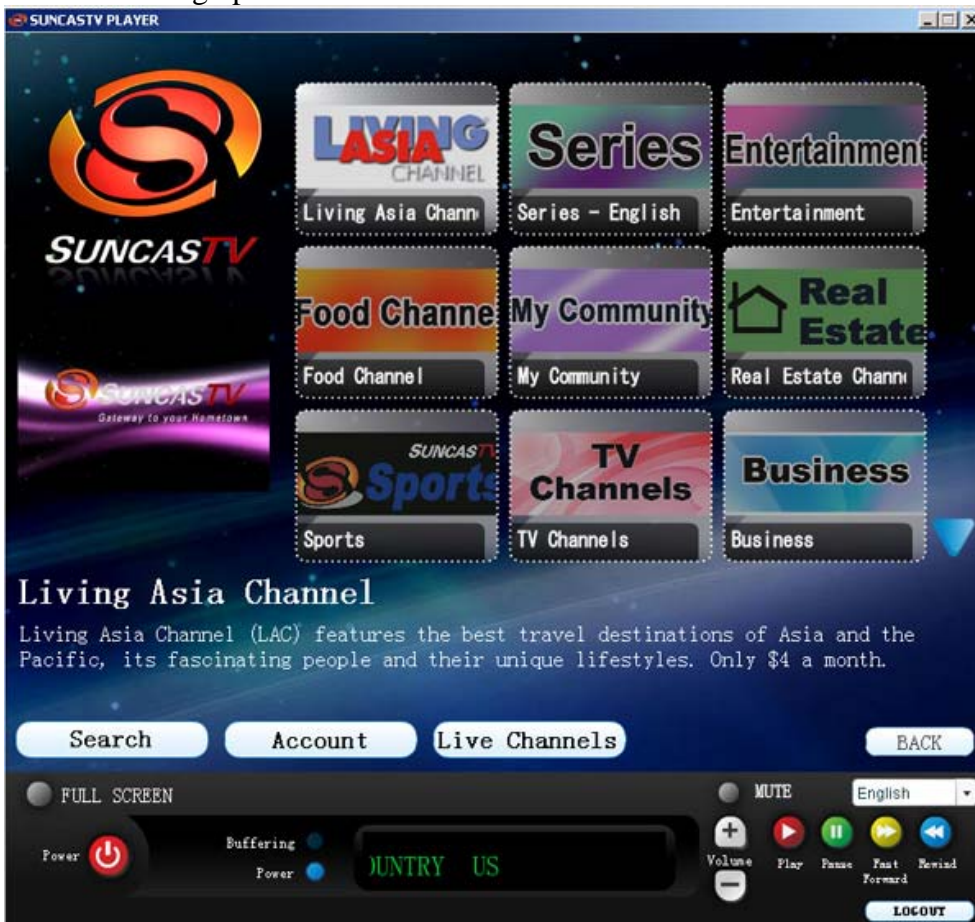 SUNCASTV PLAYER
SUNCASTV
SUNCASTV
Gateway to your Hometown
LIVING
ASIA
CHANNEL
Living Asia Chann
Series
Series - English
Entertainment
Entertainment
Food Channe
Food Channel
My Community
My Community
Real
Estate
Real Estate Chann
SUNCASTV
Sports
Sports
TV
Channels
TV Channels
Business
Business
Living Asia Channel
Living Asia Channel (LAC) features the best travel destinations of Asia and the
Pacific, its fascinating people and their unique lifestyles. Only $4 a month.
Search
Account
Live Channels
BACK
FULL SCREEN
MUTE
English
Power
Buffering
Power
OUNTRY US
Volume
Play
Pause
Fast
Forward
Rewind
LOGOUT